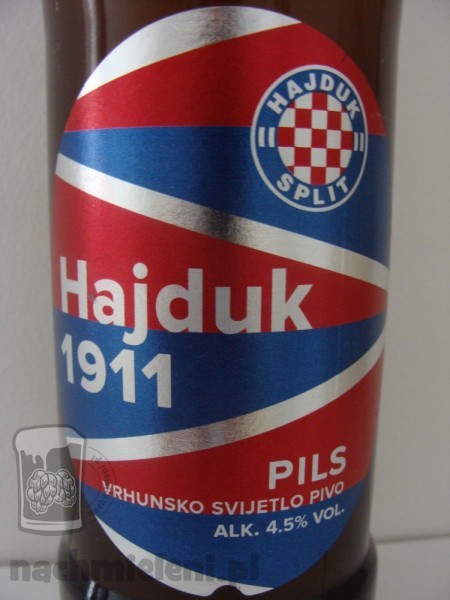 HAJDUK
SPLIT
Hajduk
1911
PILS
VRHUNSKO SVIJETLO PIVO
ALK. 4.5% VOL.
nachmieleni.pl